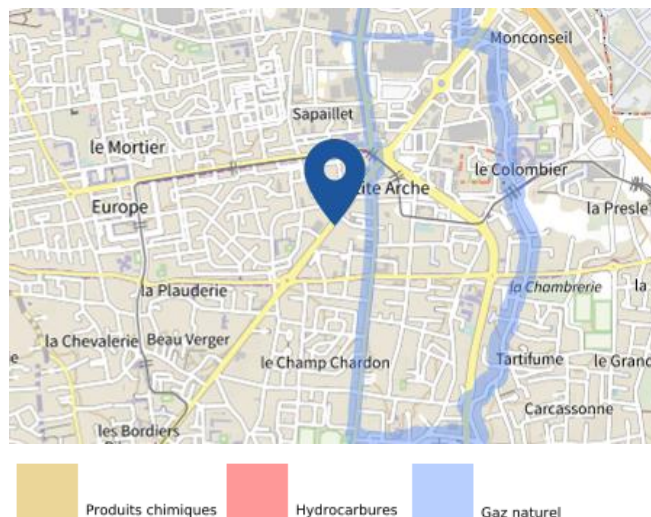 Monconseil
Sapaillet
le Mortier
le Colombier
ite Arche
Europe
la Presle
la Plauderie
la Chambrerie
la
la Chevalerie
Beau Verger
le Champ Chardon
Tartifume
le Grand
e
Carcassonne
les Bordiers
Produits chimiques
Hydrocarbures
Gaz naturel